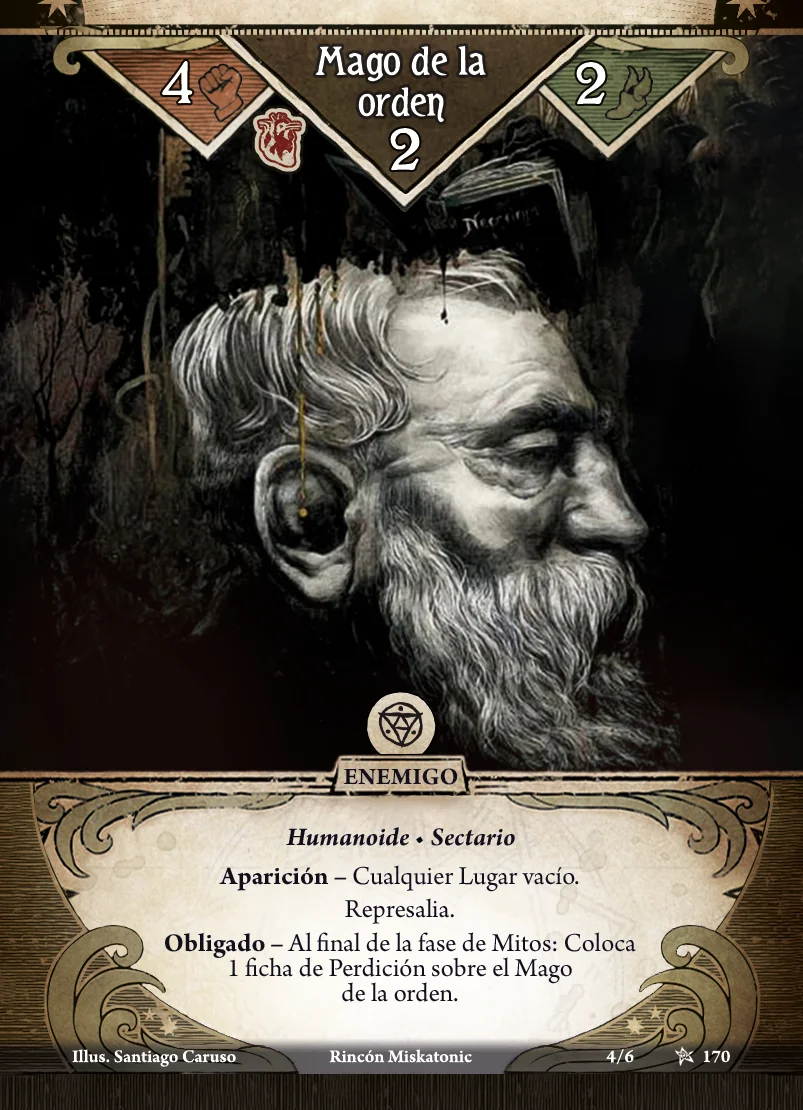 4
Mago de la
orden
2
2
Humanoide • Sectario
ENEMIGO
Aparición – Cualquier Lugar vacío.
Represalia.
Obligado – Al final de la fase de Mitos: Coloca
1 ficha de Perdición sobre el Mago
de la orden.
Illus. Santiago Caruso
Rincón Miskatonic
4/6
170